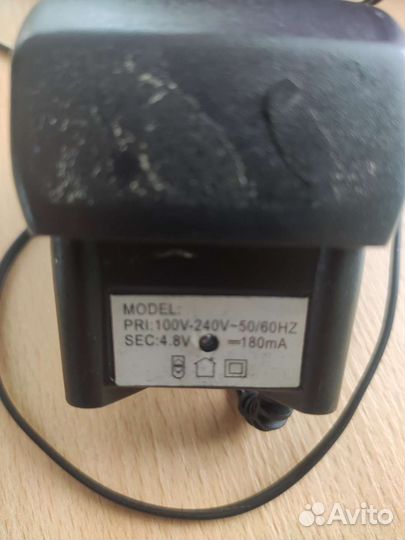 MODEL:
PRI:100V-240V~50/60HZ
SEC:4.8V ⎓180mA
Avito